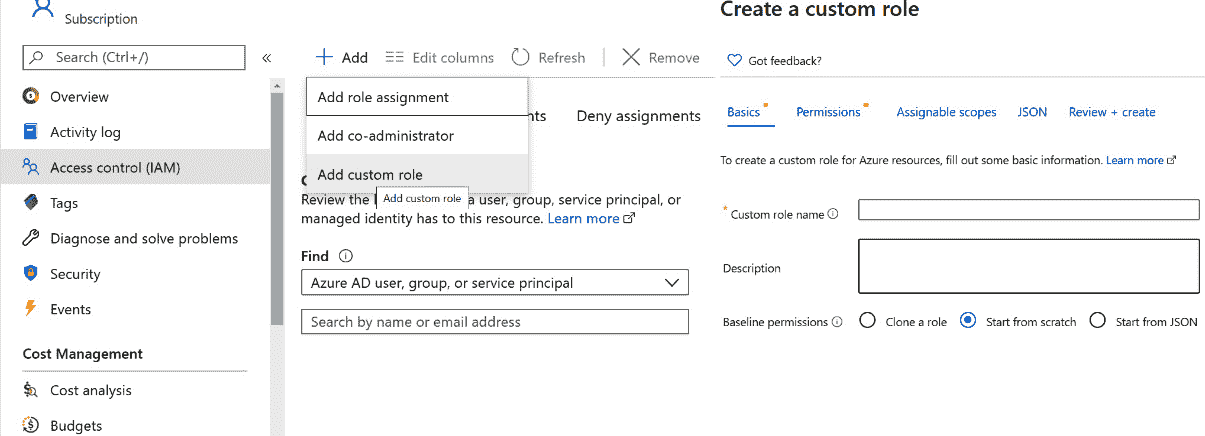 Subscription
Search (Ctrl+/)
«
Overview
Activity log
Access control (IAM)
Tags
Diagnose and solve problems
Security
Events
Cost Management
Cost analysis
Budgets
Add
Edit columns
Refresh
Remove
Add role assignment
Add co-administrator
Add custom role
Add custom role
nts
Deny assignments
Review the
a user, group, service principal, or
managed identity has to this resource. Learn more
Find
Azure AD user, group, or service principal
Search by name or email address
Create a custom role
Got feedback?
Basics
Permissions
Assignable scopes
JSON
Review + create
To create a custom role for Azure resources, fill out some basic information. Learn more
* Custom role name
Description
Baseline permissions
Clone a role
Start from scratch
Start from JSON